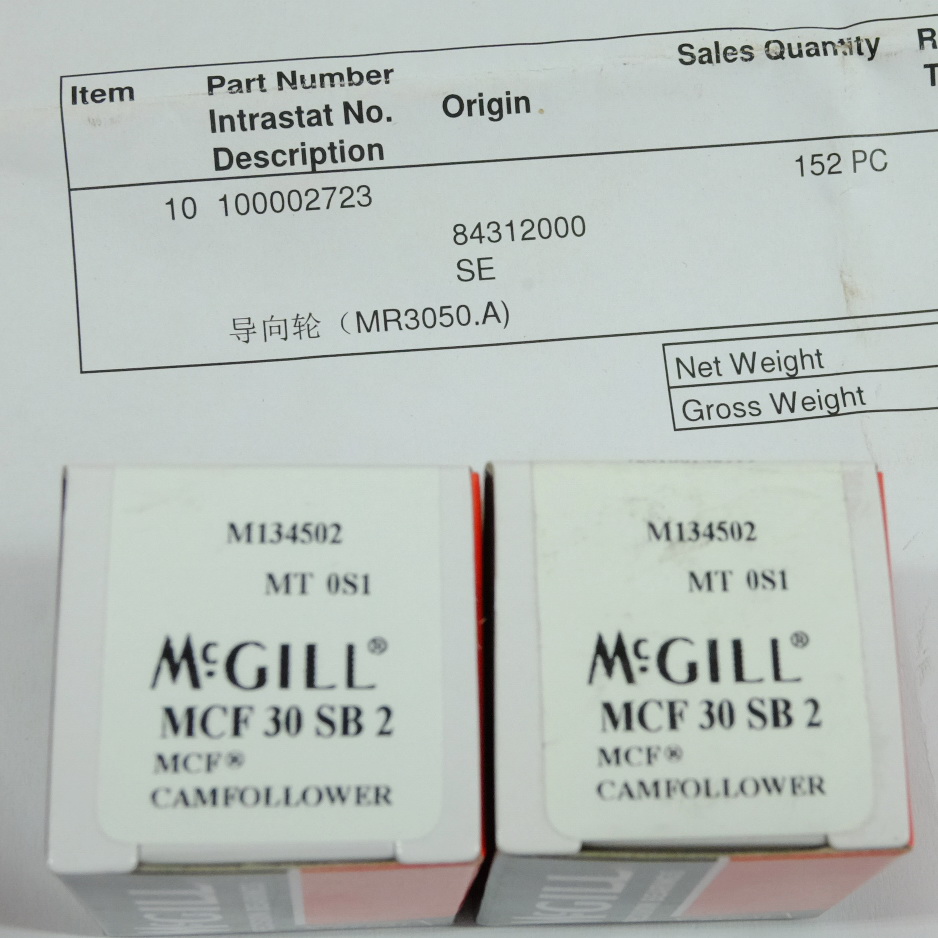 Item Part Number Sales Quantity
Intrastat No. Origin
Description
10 100002723 152 PC
84312000
SE
导向轮（MR3050.A)
Net Weight
Gross Weight
M134502
MT 0S1
McGILL®
MCF 30 SB 2
MCF®
CAMFOLLOWER
M134502
MT 0S1
McGILL®
MCF 30 SB 2
MCF®
CAMFOLLOWER
McGILL
McGILL